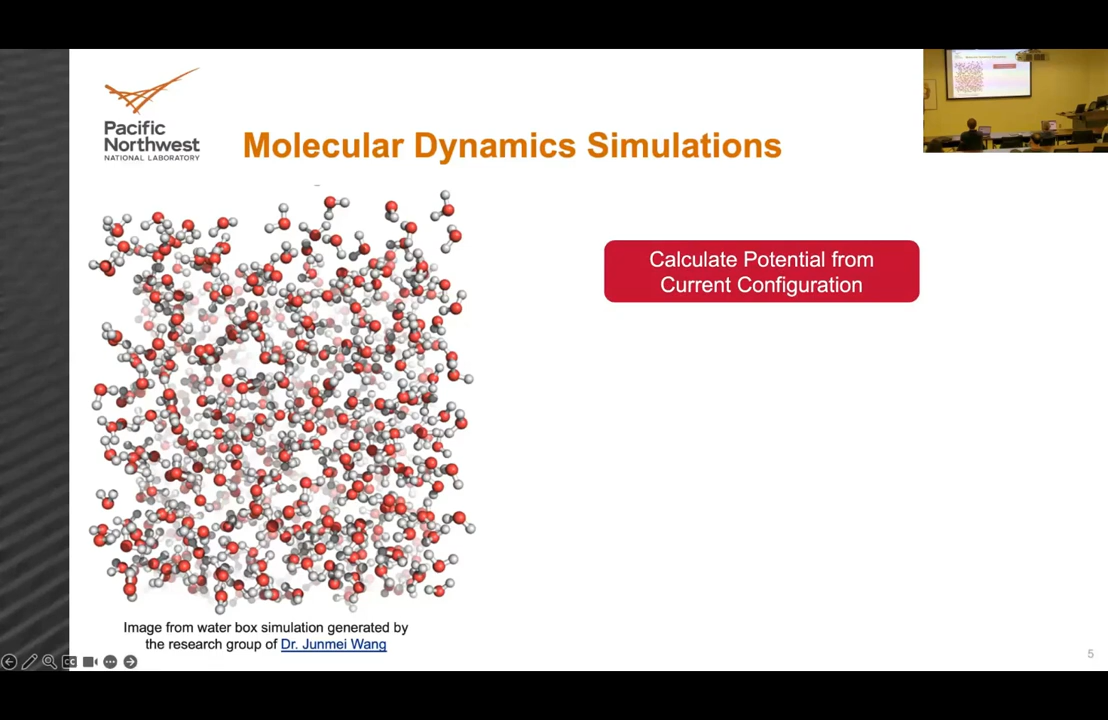 Pacific
Northwest
NATIONAL LABORATORY
Molecular Dynamics Simulations
Calculate Potential from
Current Configuration
Image from water box simulation generated by
the research group of Dr. Junmei Wang
CC
5